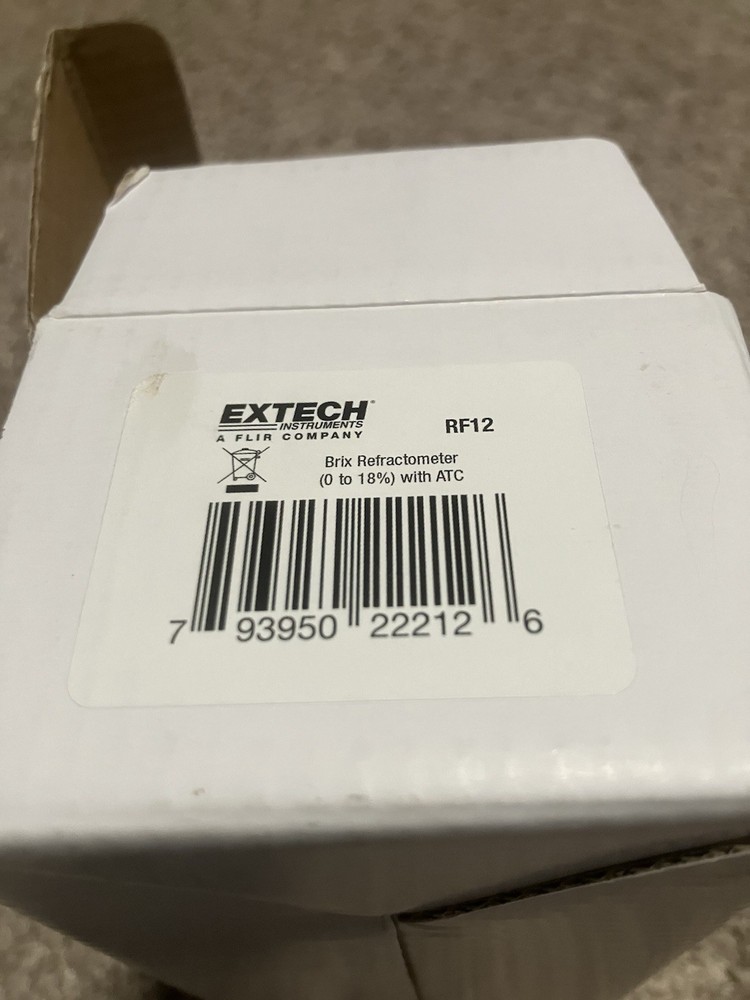 EXTECH®
INSTRUMENTS
A FLIR COMPANY
RF12
Brix Refractometer
(0 to 18%) with ATC
7 93950 22212 6